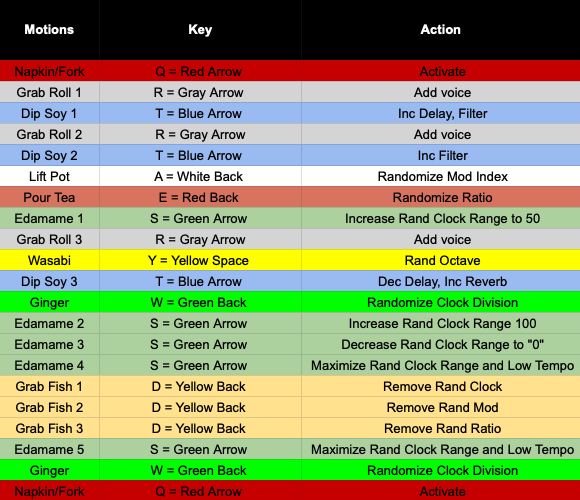 Motions Key Action
Napkin/Fork Q = Red Arrow Activate
Grab Roll 1 R = Gray Arrow Add voice
Dip Soy 1 T = Blue Arrow Inc Delay, Filter
Grab Roll 2 R = Gray Arrow Add voice
Dip Soy 2 T = Blue Arrow Inc Filter
Lift Pot A = White Back Randomize Mod Index
Pour Tea E = Red Back Randomize Ratio
Edamame 1 S = Green Arrow Increase Rand Clock Range to 50
Grab Roll 3 R = Gray Arrow Add voice
Wasabi Y = Yellow Space Rand Octave
Dip Soy 3 T = Blue Arrow Dec Delay, Inc Reverb
Ginger W = Green Back Randomize Clock Division
Edamame 2 S = Green Arrow Increase Rand Clock Range 100
Edamame 3 S = Green Arrow Decrease Rand Clock Range to "0"
Edamame 4 S = Green Arrow Maximize Rand Clock Range and Low Tempo
Grab Fish 1 D = Yellow Back Remove Rand Clock
Grab Fish 2 D = Yellow Back Remove Rand Mod
Grab Fish 3 D = Yellow Back Remove Rand Ratio
Edamame 5 S = Green Arrow Maximize Rand Clock Range and Low Tempo
Ginger W = Green Back Randomize Clock Division
Napkin/Fork Q = Red Arrow Activate